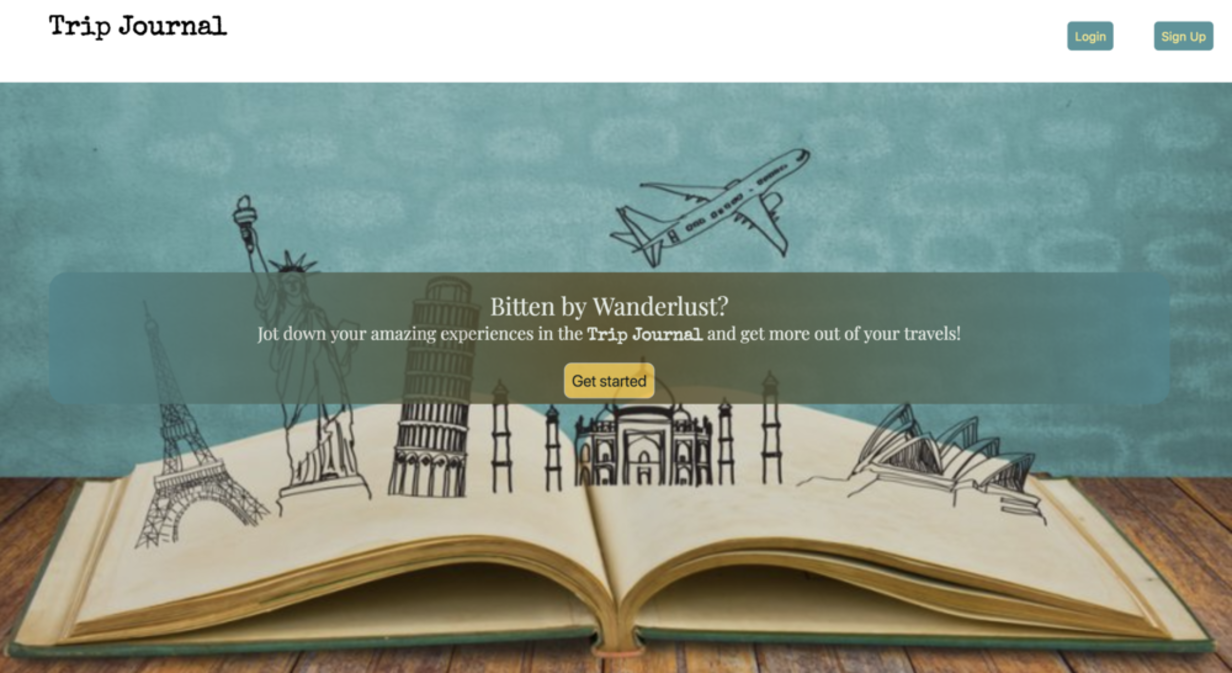 Trip Journal
Login
Sign Up
Bitten by Wanderlust?
Jot down your amazing experiences in the Trip Journal and get more out of your travels!
Get started